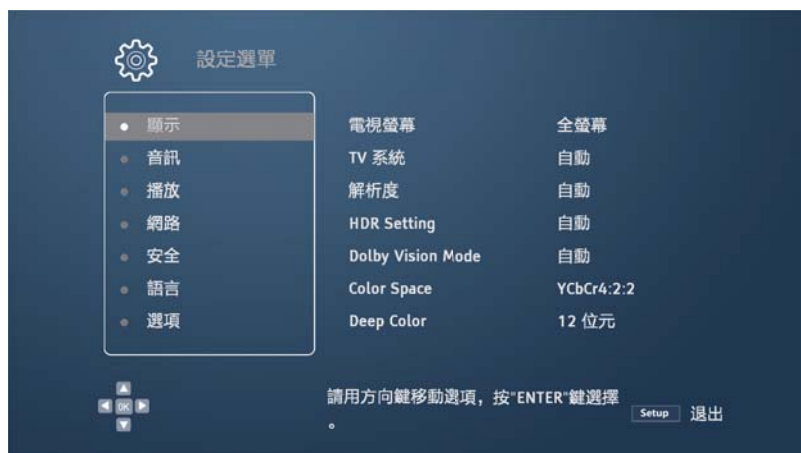 設定選單
顯示
音訊
播放
網路
安全
語言
選項
電視螢幕 全螢幕
TV 系統 自動
解析度 自動
HDR Setting 自動
Dolby Vision Mode 自動
Color Space YCbCr4:2:2
Deep Color 12 位元
OK
請用方向鍵移動選項，按"ENTER"鍵選擇
。
Setup 退出